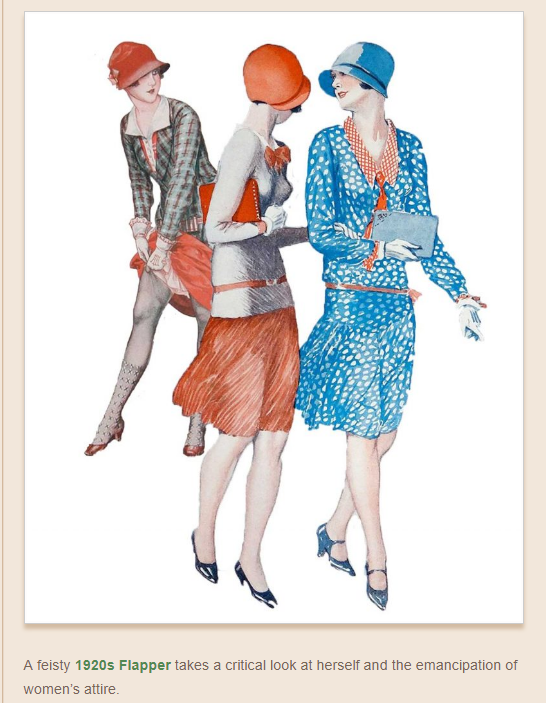 A feisty 1920s Flapper takes a critical look at herself and the emancipation of
women's attire.